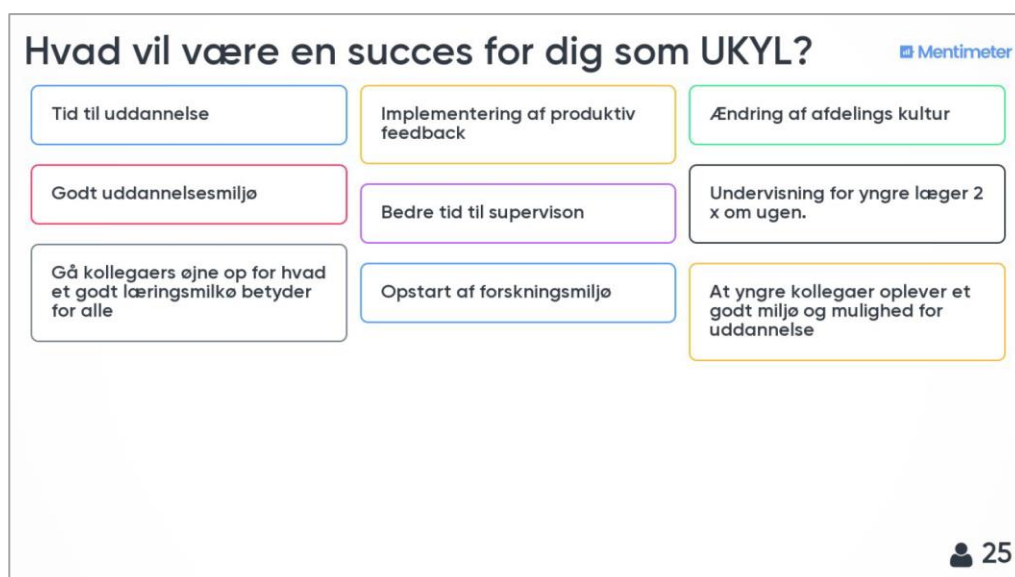 Hvad vil være en succes for dig som UKYL?
Mentimeter
Tid til uddannelse
Godt uddannelsesmiljø
Gå kollegaers øjne op for hvad
et godt læringsmilkø betyder
for alle
Implementering af produktiv
feedback
Bedre tid til supervison
Opstart af forskningsmiljø
Ændring af afdelings kultur
Undervisning for yngre læger 2
x om ugen.
At yngre kollegaer oplever et
godt miljø og mulighed for
uddannelse
25